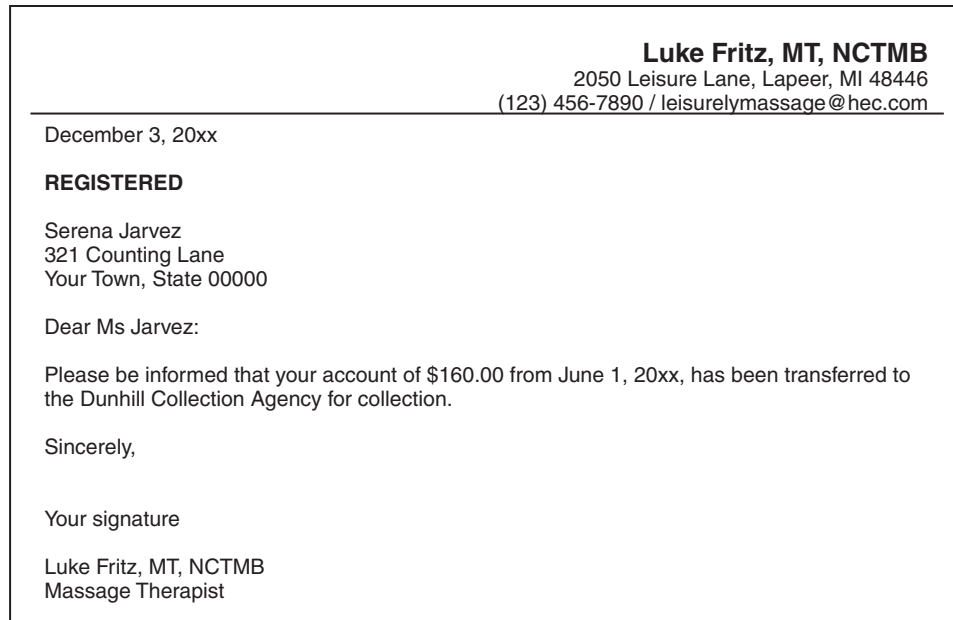 Luke Fritz, MT, NCTMB
2050 Leisure Lane, Lapeer, MI 48446
(123) 456-7890 / leisurelymassage@hec.com
December 3, 20xx
REGISTERED
Serena Jarvez
321 Counting Lane
Your Town, State 00000
Dear Ms Jarvez:
Please be informed that your account of $160.00 from June 1, 20xx, has been transferred to
the Dunhill Collection Agency for collection.
Sincerely,
Your signature
Luke Fritz, MT, NCTMB
Massage Therapist